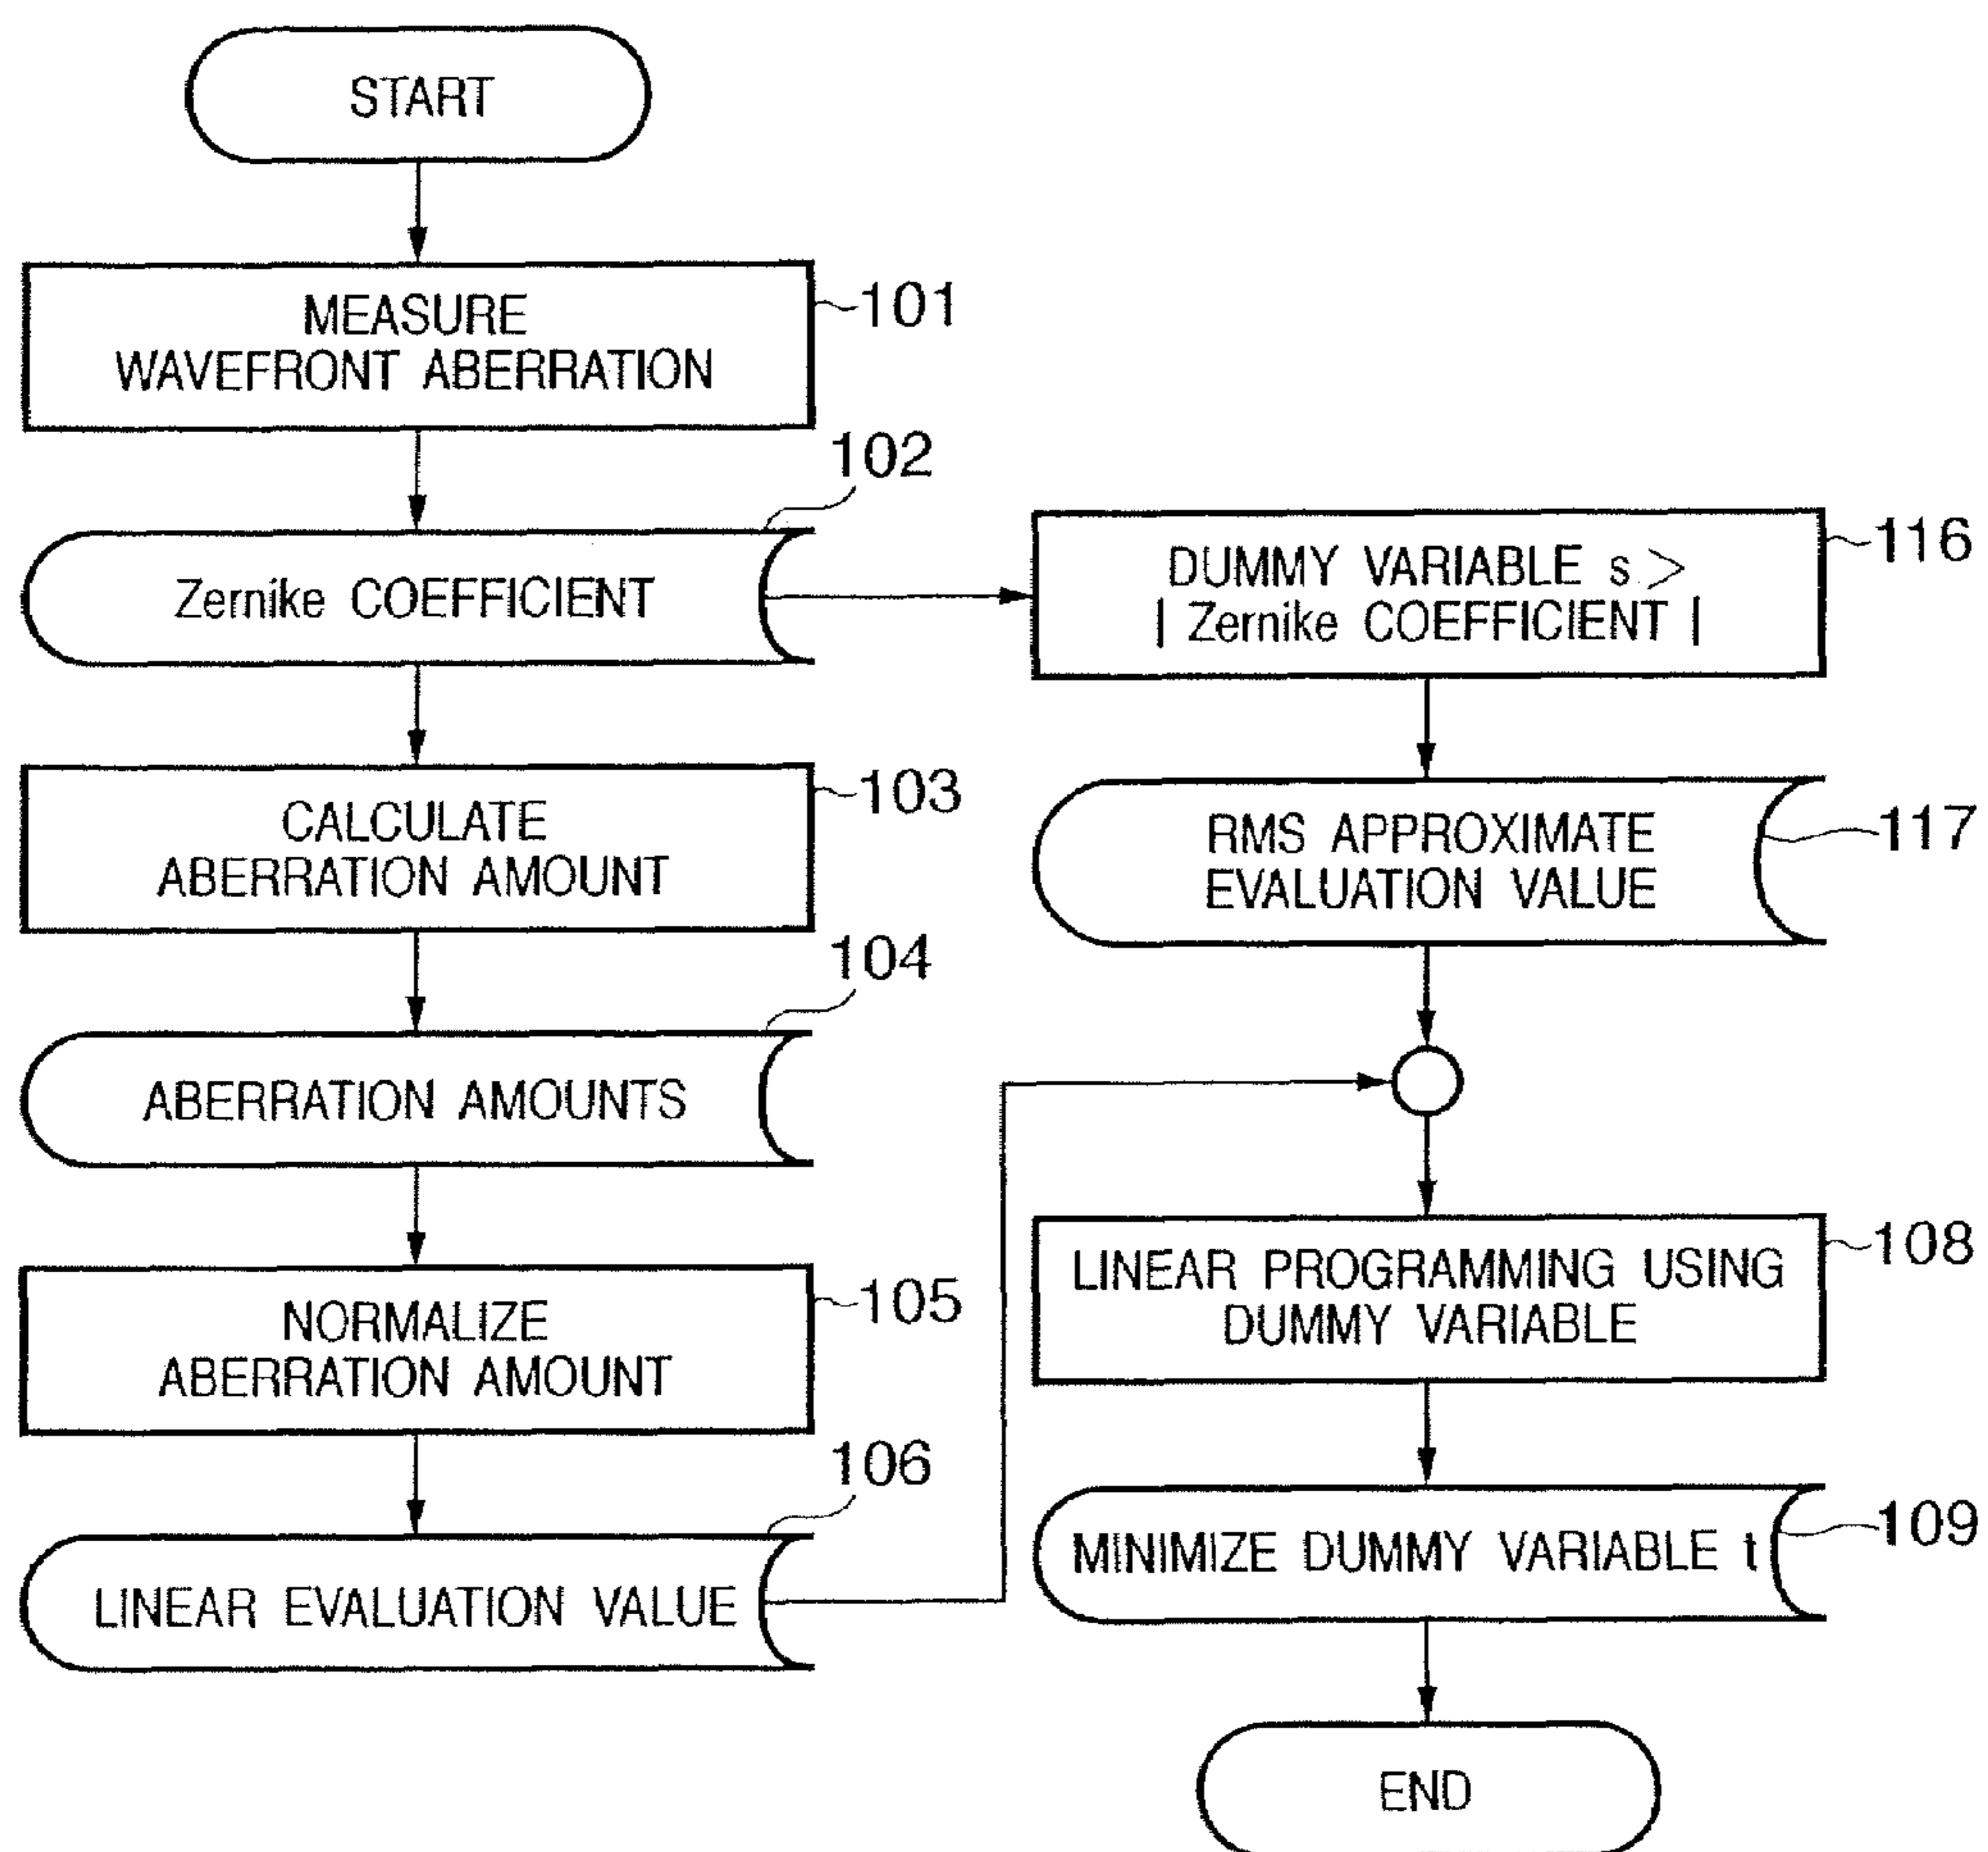 START
MEASURE
WAVEFRONT ABERRATION
101
102
Zernike COEFFICIENT
103
CALCULATE
ABERRATION AMOUNT
104
ABERRATION AMOUNTS
105
NORMALIZE
ABERRATION AMOUNT
106
LINEAR EVALUATION VALUE
116
DUMMY VARIABLE s >
| Zernike COEFFICIENT |
117
RMS APPROXIMATE
EVALUATION VALUE
108
LINEAR PROGRAMMING USING
DUMMY VARIABLE
109
MINIMIZE DUMMY VARIABLE t
END